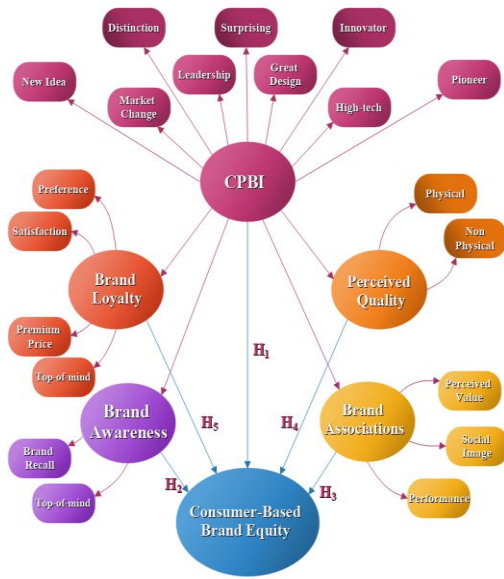 Distinction
Surprising
Innovator
New Idea
Leadership
Great
Design
Pioneer
Market
Change
High-tech
CPBI
Preference
Physical
Satisfaction
Non
Physical
Brand
Loyalty
Perceived
Quality
Premium
Price
H1
Top-of-mind
Perceived
Value
Brand
Awareness
H5
H4
Brand
Associations
Brand
Recall
Social
Image
H2
H3
Top-of-mind
Performance
Consumer-Based
Brand Equity